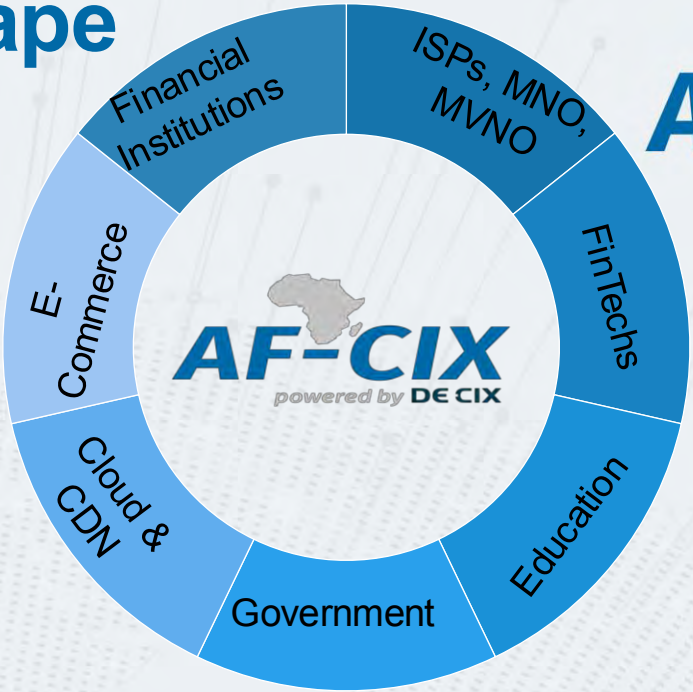 ape
A
ISPs, MNO,
MVNO
FinTechs
Education
Government
Cloud &
CDN
E-
Commerce
Financial
Institutions
AF-CIX
powered by DE CIX